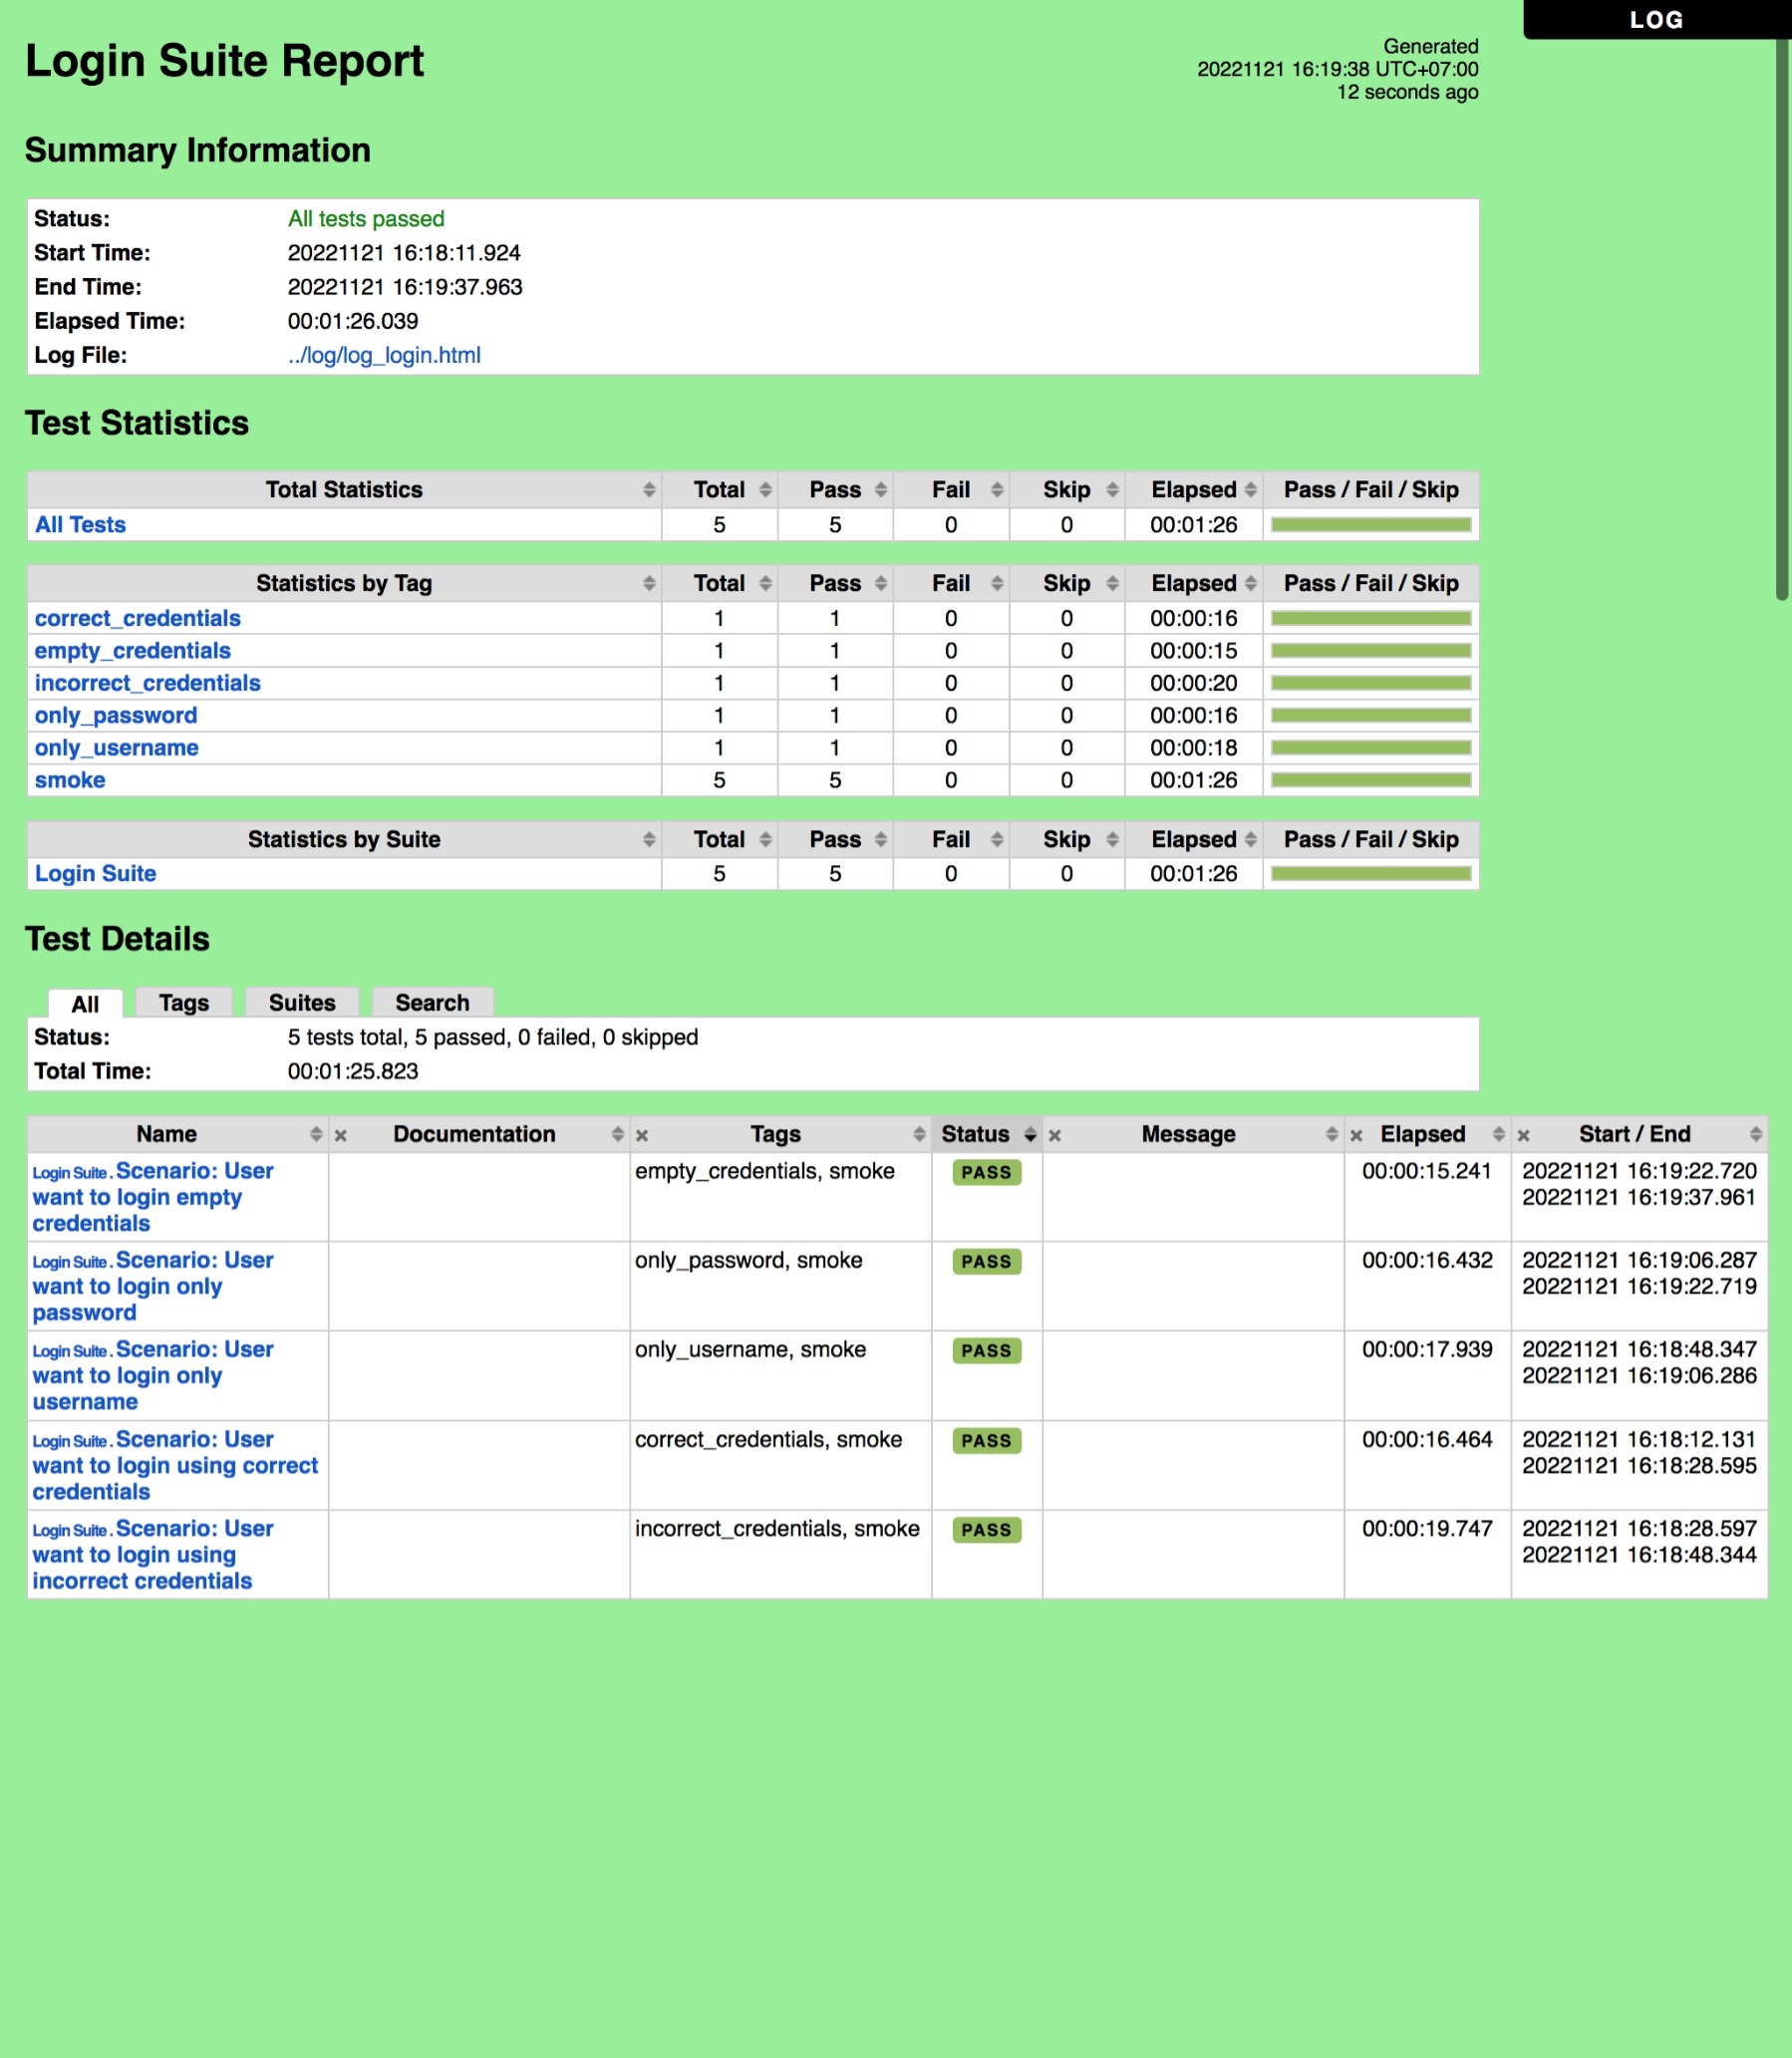 LOG
Login Suite Report
Generated
20221121 16:19:38 UTC+07:00
12 seconds ago
Summary Information
Status: All tests passed
Start Time: 20221121 16:18:11.924
End Time: 20221121 16:19:37.963
Elapsed Time: 00:01:26.039
Log File: ../log/log_login.html
Test Statistics
Total Statistics Total Pass Fail Skip Elapsed Pass / Fail / Skip
All Tests 5 5 0 0 00:01:26
Statistics by Tag Total Pass Fail Skip Elapsed Pass / Fail / Skip
correct_credentials 1 1 0 0 00:00:16
empty_credentials 1 1 0 0 00:00:15
incorrect_credentials 1 1 0 0 00:00:20
only_password 1 1 0 0 00:00:16
only_username 1 1 0 0 00:00:18
smoke 5 5 0 0 00:01:26
Statistics by Suite Total Pass Fail Skip Elapsed Pass / Fail / Skip
Login Suite 5 5 0 0 00:01:26
Test Details
All Tags Suites Search
Status: 5 tests total, 5 passed, 0 failed, 0 skipped
Total Time: 00:01:25.823
Name × Documentation × Tags Status × Message × Elapsed × Start / End
Login Suite . Scenario: User empty_credentials, smoke PASS 00:00:15.241 20221121 16:19:22.720
want to login empty 20221121 16:19:37.961
credentials
Login Suite . Scenario: User only_password, smoke PASS 00:00:16.432 20221121 16:19:06.287
want to login only 20221121 16:19:22.719
password
Login Suite . Scenario: User only_username, smoke PASS 00:00:17.939 20221121 16:18:48.347
want to login only 20221121 16:19:06.286
username
Login Suite . Scenario: User correct_credentials, smoke PASS 00:00:16.464 20221121 16:18:12.131
want to login using correct 20221121 16:18:28.595
credentials
Login Suite . Scenario: User incorrect_credentials, smoke PASS 00:00:19.747 20221121 16:18:28.597
want to login using 20221121 16:18:48.344
incorrect credentials